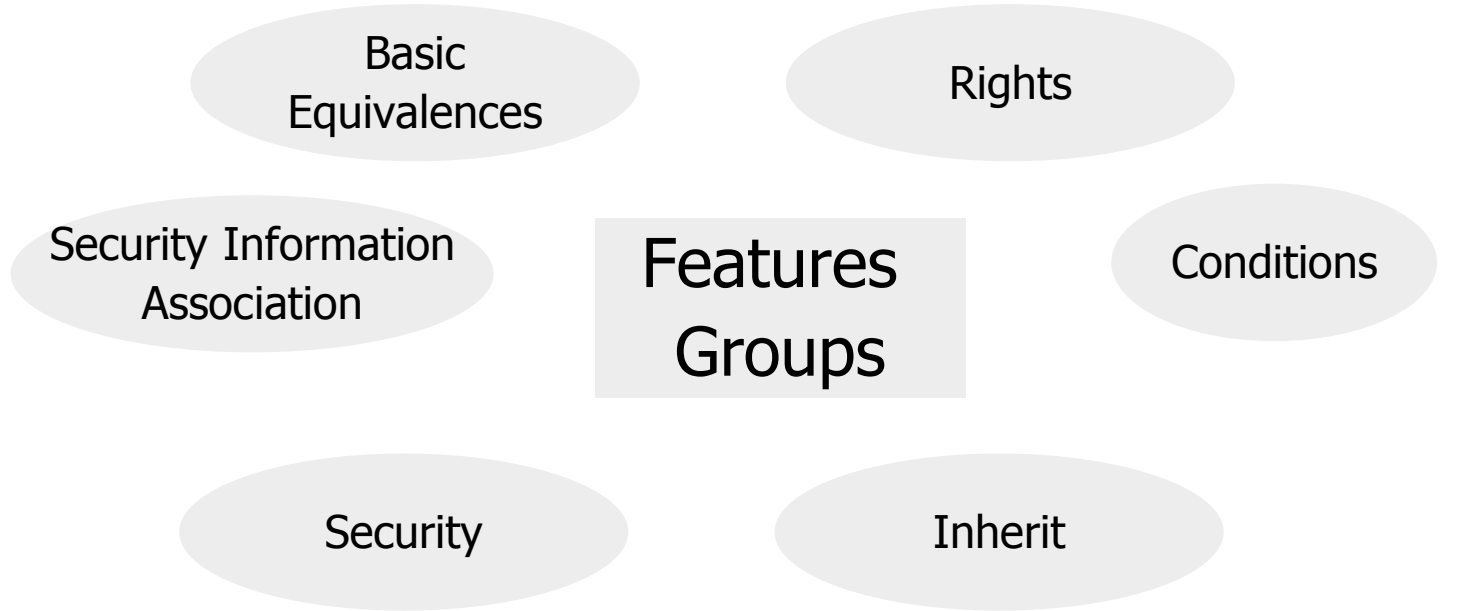 Basic
Equivalences
Rights
Security Information
Association
Features
Groups
Conditions
Security
Inherit